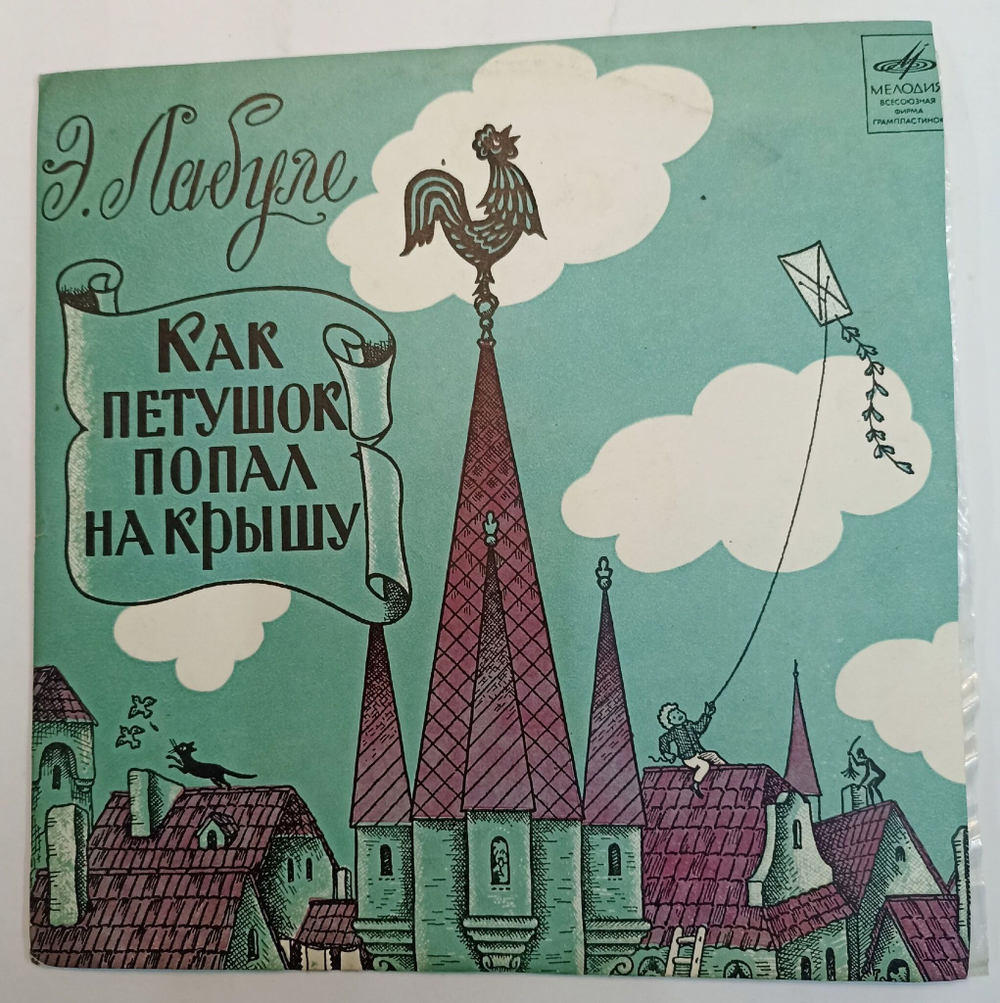 Э. Лабуле
Как
петушок
попал
на крышу
МЕЛОДИЯ
ВСЕСОЮЗНАЯ
ФИРМА
ГРАМПЛАСТИНОК